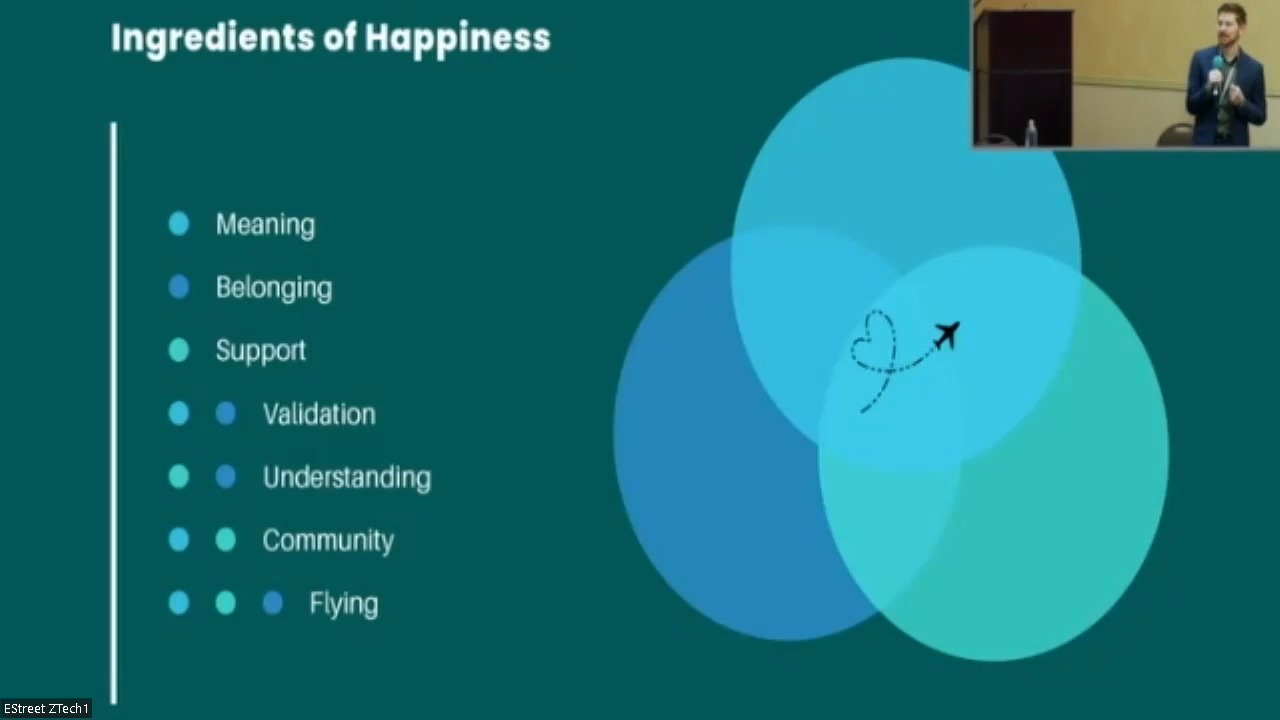 Ingredients of Happiness
Meaning
Belonging
Support
Validation
Understanding
Community
Flying
EStreet ZTech1